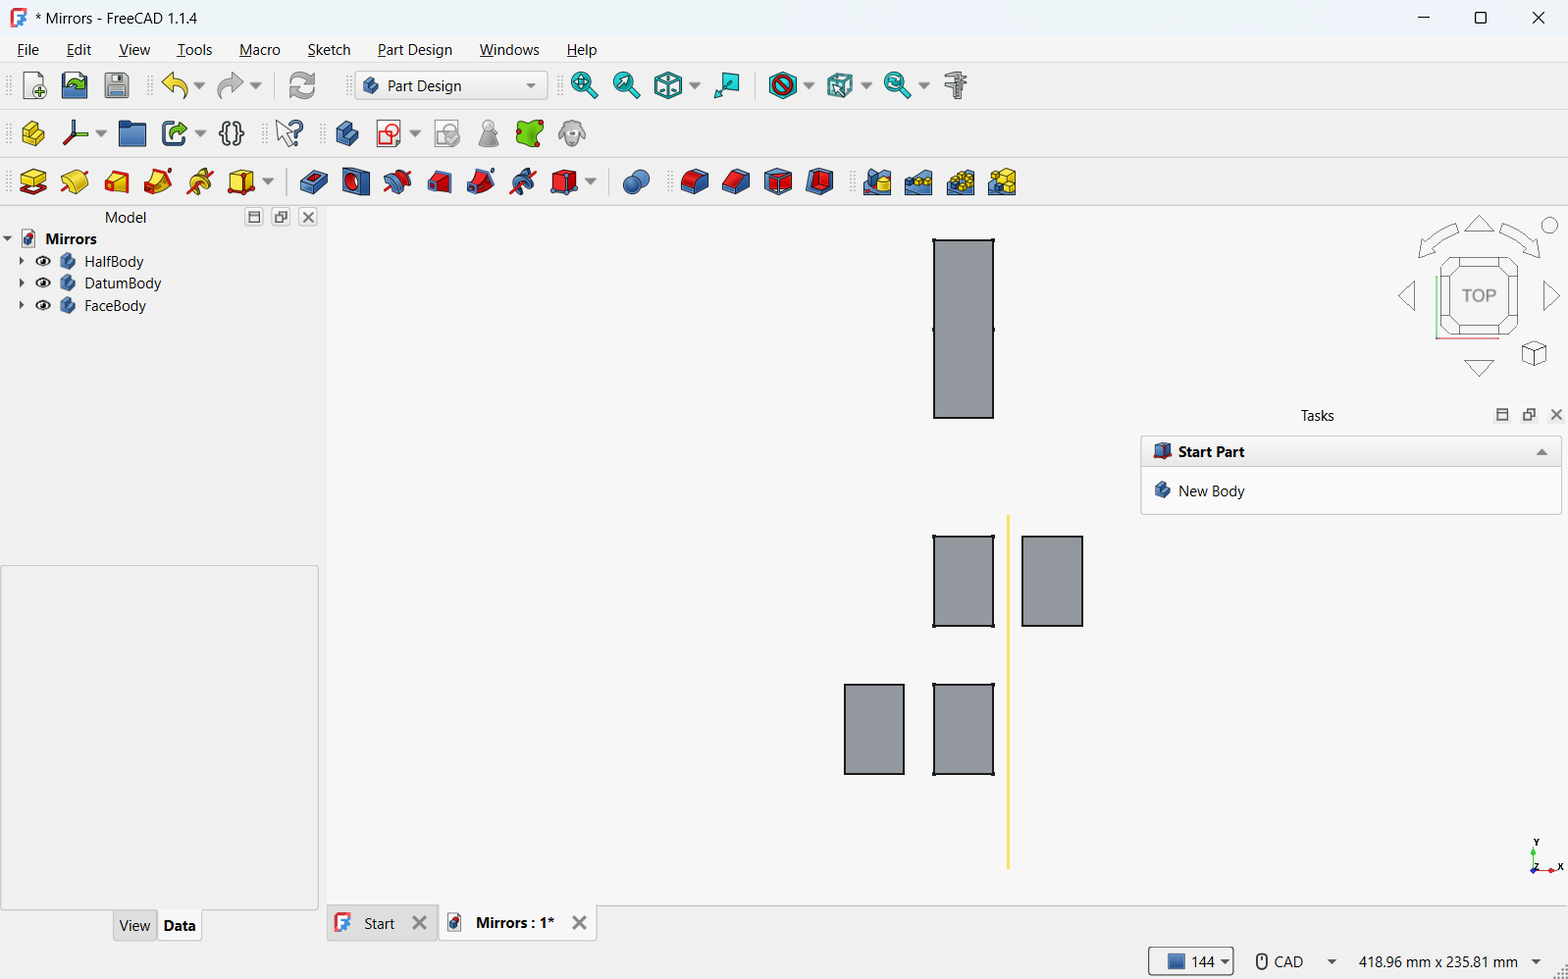 * Mirrors - FreeCAD 1.1.4
File Edit View Tools Macro Sketch Part Design Windows Help
Part Design
Model
Mirrors
HalfBody
DatumBody
FaceBody
TOP
Tasks
Start Part
New Body
Y
Z X
View Data
Start Mirrors : 1*
144 CAD 418.96 mm x 235.81 mm